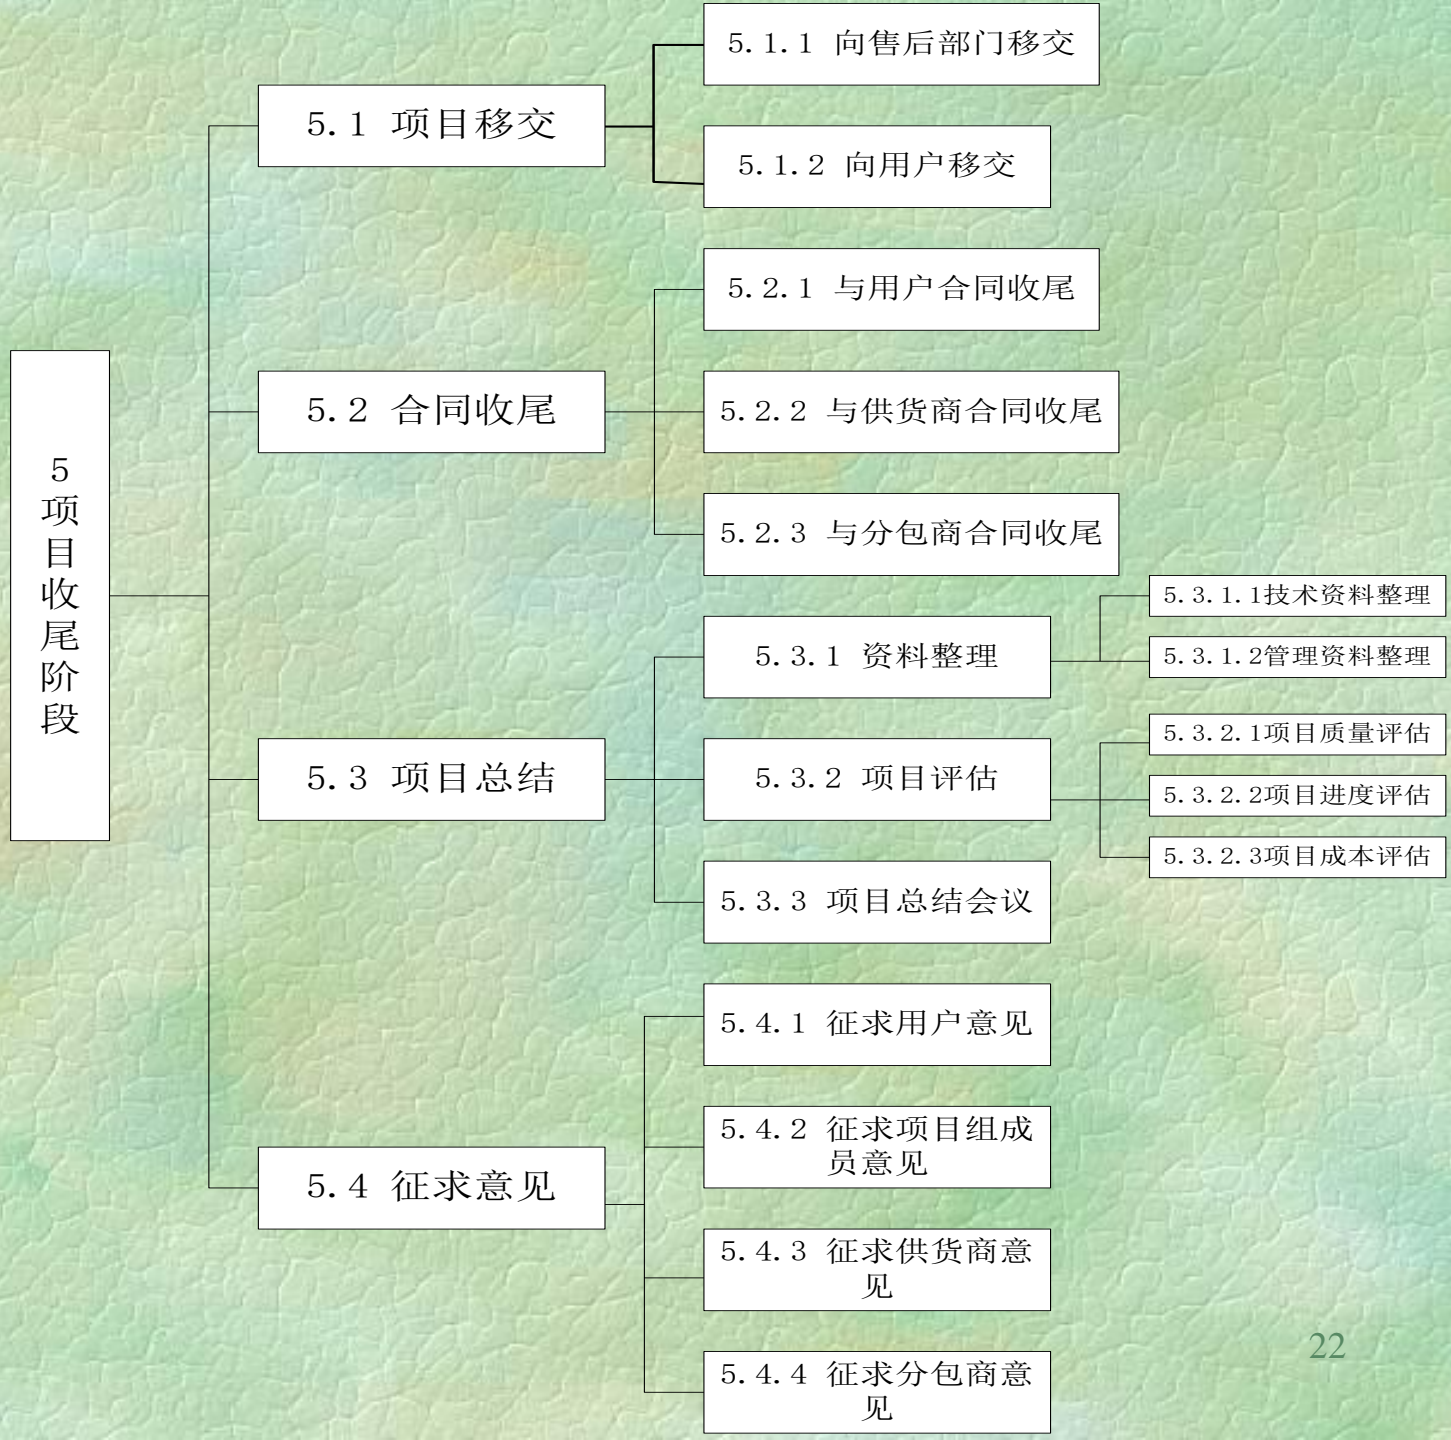 5项目收尾阶段
5.1 项目移交
5.1.1 向售后部门移交
5.1.2 向用户移交
5.2 合同收尾
5.2.1 与用户合同收尾
5.2.2 与供货商合同收尾
5.2.3 与分包商合同收尾
5.3 项目总结
5.3.1 资料整理
5.3.1.1技术资料整理
5.3.1.2管理资料整理
5.3.2 项目评估
5.3.2.1项目质量评估
5.3.2.2项目进度评估
5.3.2.3项目成本评估
5.3.3 项目总结会议
5.4 征求意见
5.4.1 征求用户意见
5.4.2 征求项目组成
员意见
5.4.3 征求供货商意
见
5.4.4 征求分包商意
见
22